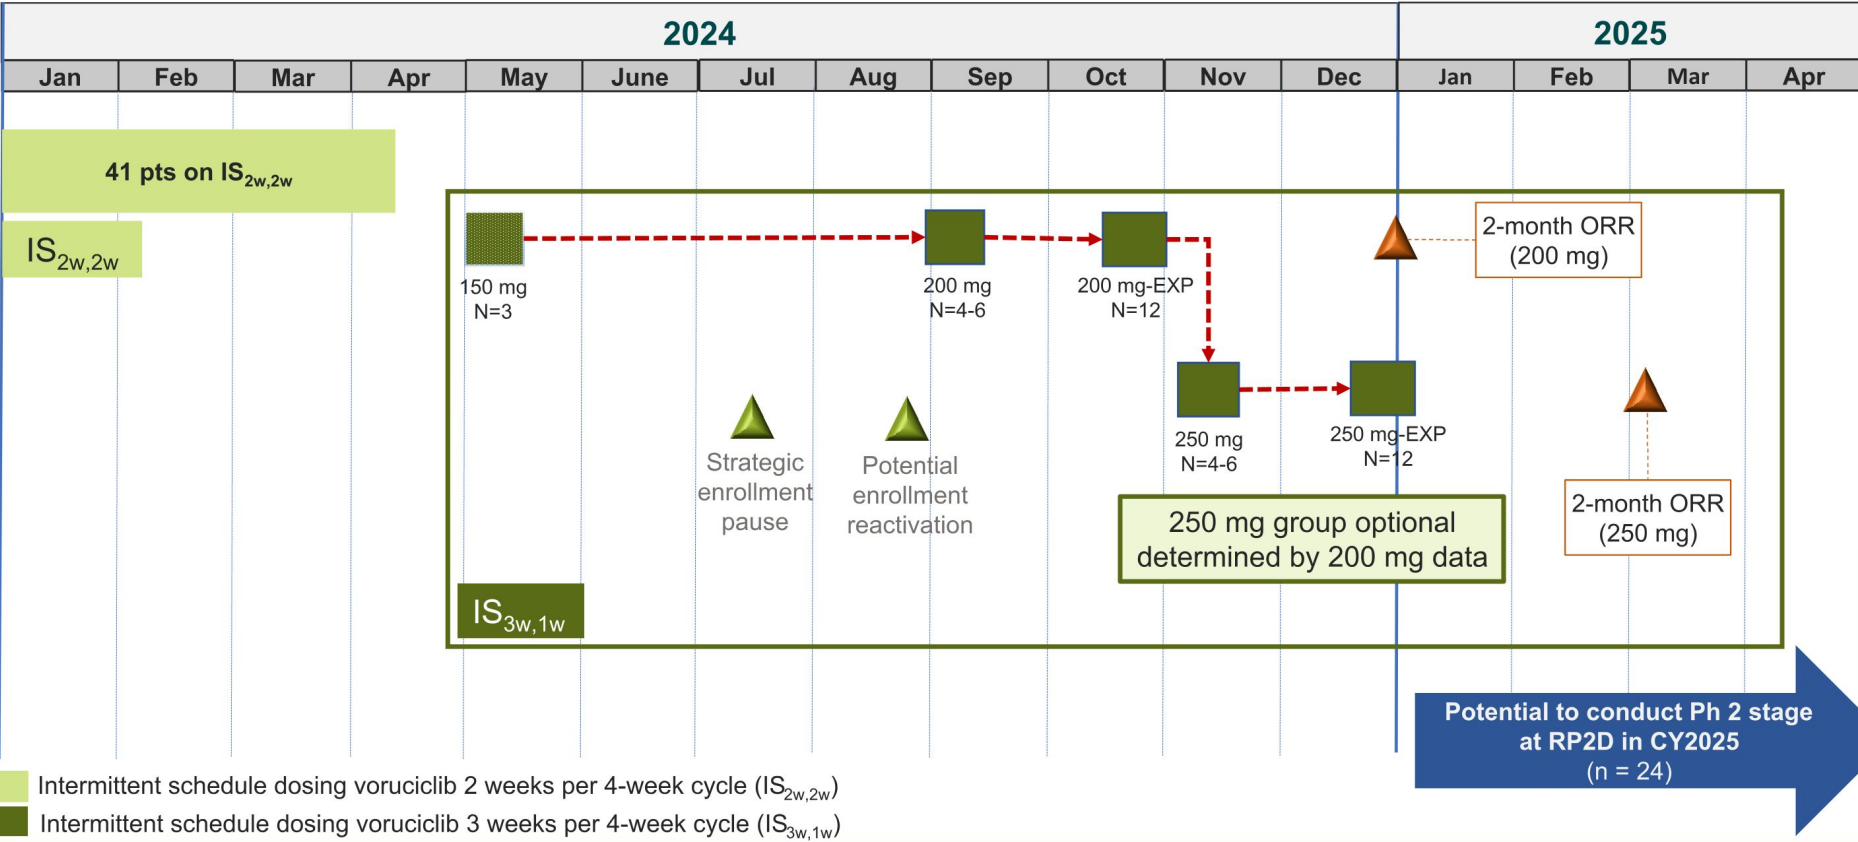 2024
2025
Jan Feb Mar Apr May June Jul Aug Sep Oct Nov Dec Jan Feb Mar Apr
41 pts on IS2w,2w
IS2w,2w
150 mg
N=3
200 mg
N=4-6
200 mg-EXP
N=12
2-month ORR
(200 mg)
Strategic
enrollment
pause
Potential
enrollment
reactivation
250 mg
N=4-6
250 mg-EXP
N=12
2-month ORR
(250 mg)
250 mg group optional
determined by 200 mg data
IS3w,1w
Potential to conduct Ph 2 stage
at RP2D in CY2025
(n = 24)
Intermittent schedule dosing voruciclib 2 weeks per 4-week cycle (IS2w,2w)
Intermittent schedule dosing voruciclib 3 weeks per 4-week cycle (IS3w,1w)